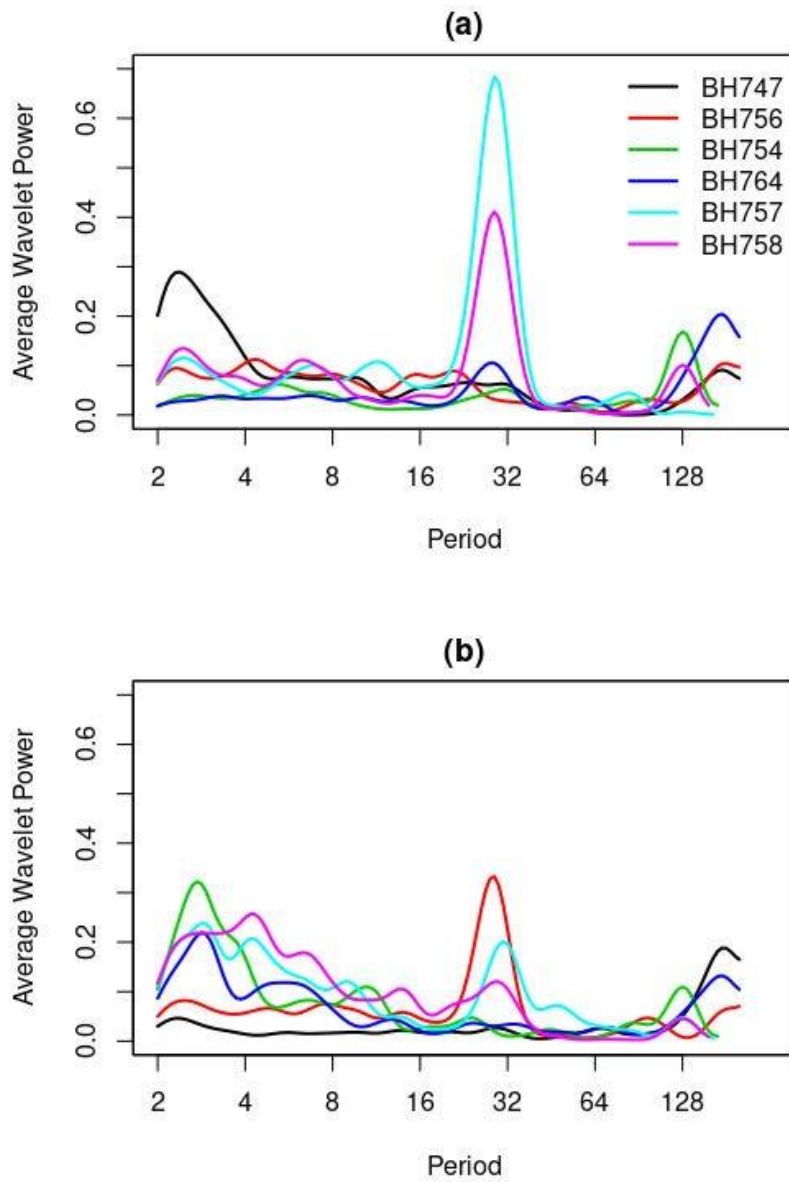 (a)
Average Wavelet Power
0.6
0.4
0.2
0.0
BH747
BH756
BH754
BH764
BH757
BH758
2 4 8 16 32 64 128
Period
(b)
Average Wavelet Power
0.6
0.4
0.2
0.0
2 4 8 16 32 64 128
Period